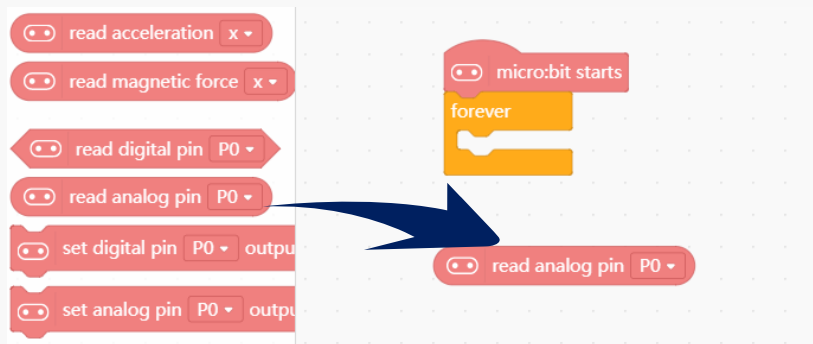 read acceleration x
read magnetic force x
read digital pin P0
read analog pin P0
set digital pin P0 outpu
set analog pin P0 outpu
micro:bit starts
forever
read analog pin P0